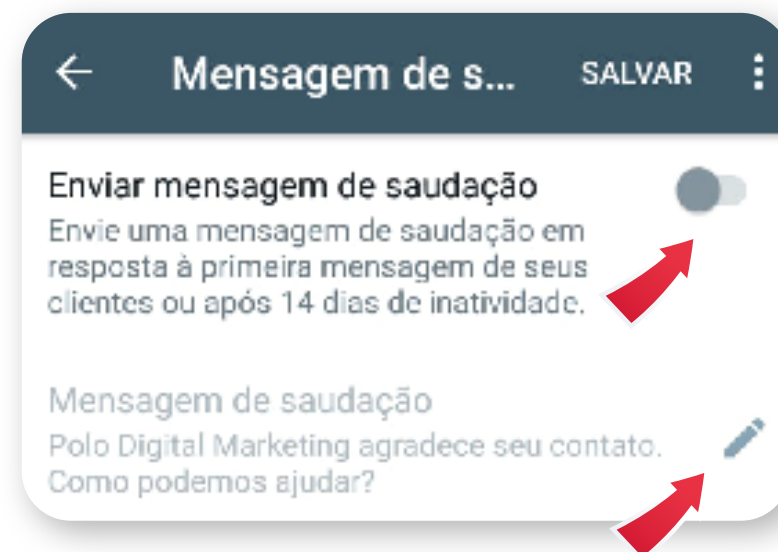 Mensagem de s... SALVAR
Enviar mensagem de saudação
Envie uma mensagem de saudação em
resposta à primeira mensagem de seus
clientes ou após 14 dias de inatividade.
Mensagem de saudação
Polo Digital Marketing agradece seu contato.
Como podemos ajudar?